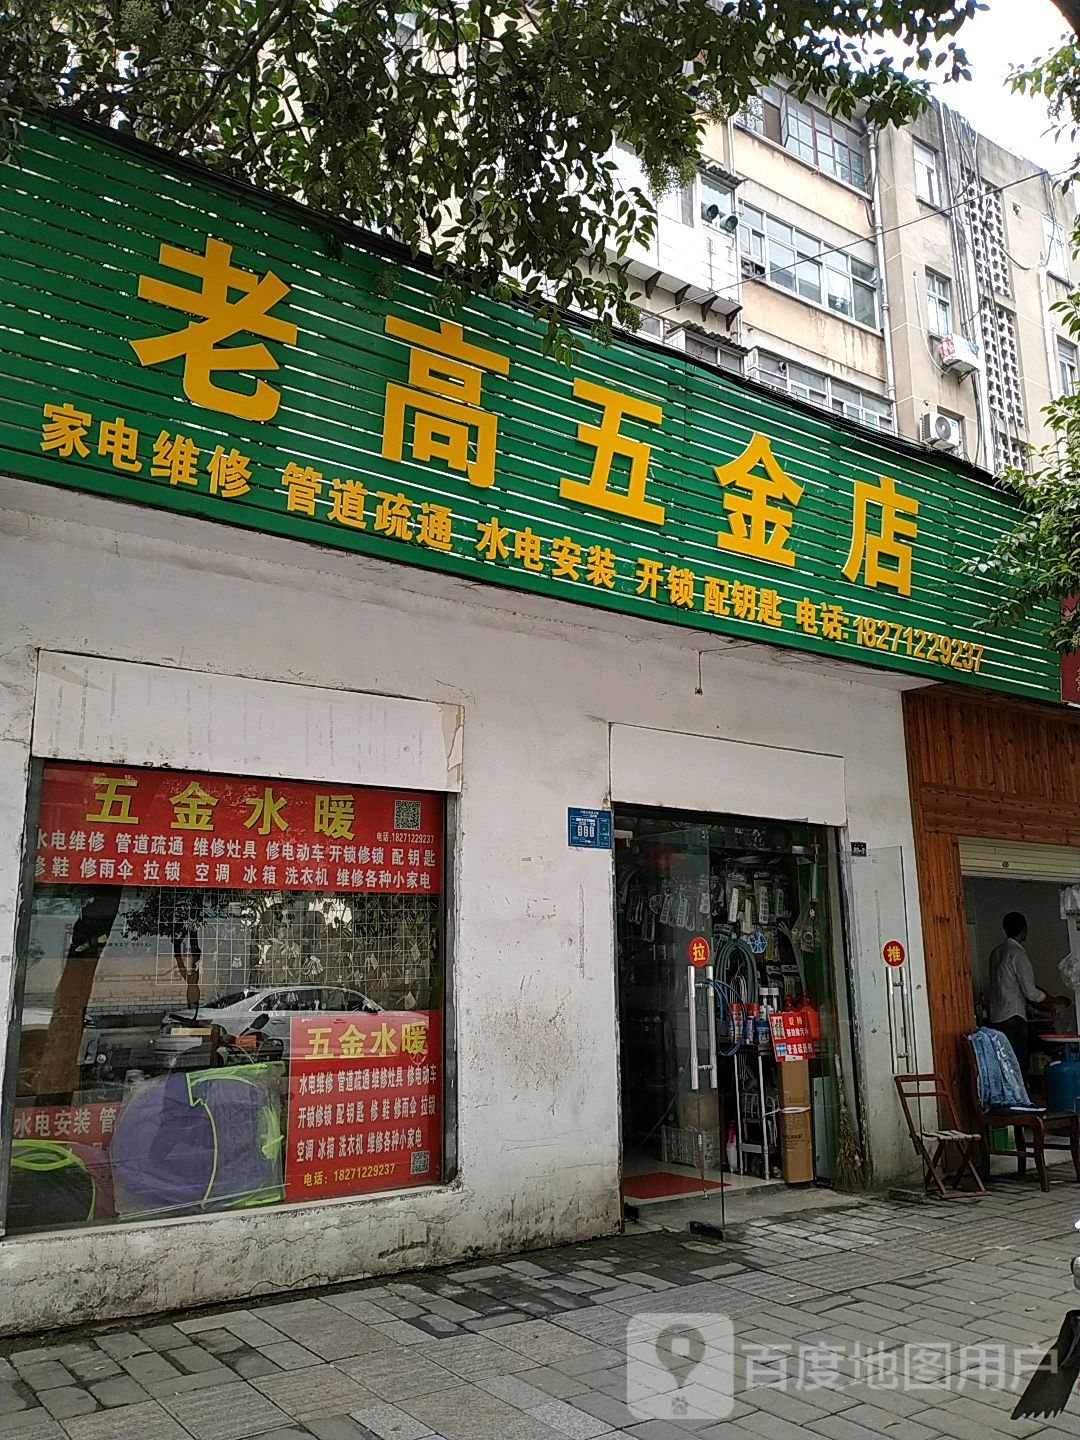 老高五金店
家电维修 管道疏通 水电安装 开锁 配钥匙 电话:18271229237
五金水暖
电话:18271229237
水电维修 管道疏通 维修灶具 修电动车 开锁修锁 配钥匙
修鞋 修雨伞 拉锁 空调 冰箱 洗衣机 维修各种小家电
五金水暖
水电维修 管道疏通 维修灶具 修电动车
开锁修锁 配钥匙 修鞋 修雨伞 拉锁
空调 冰箱 洗衣机 维修各种小家电
电话：18271229237
水电安装 管
拉
推
管道疏通
百度地图用户